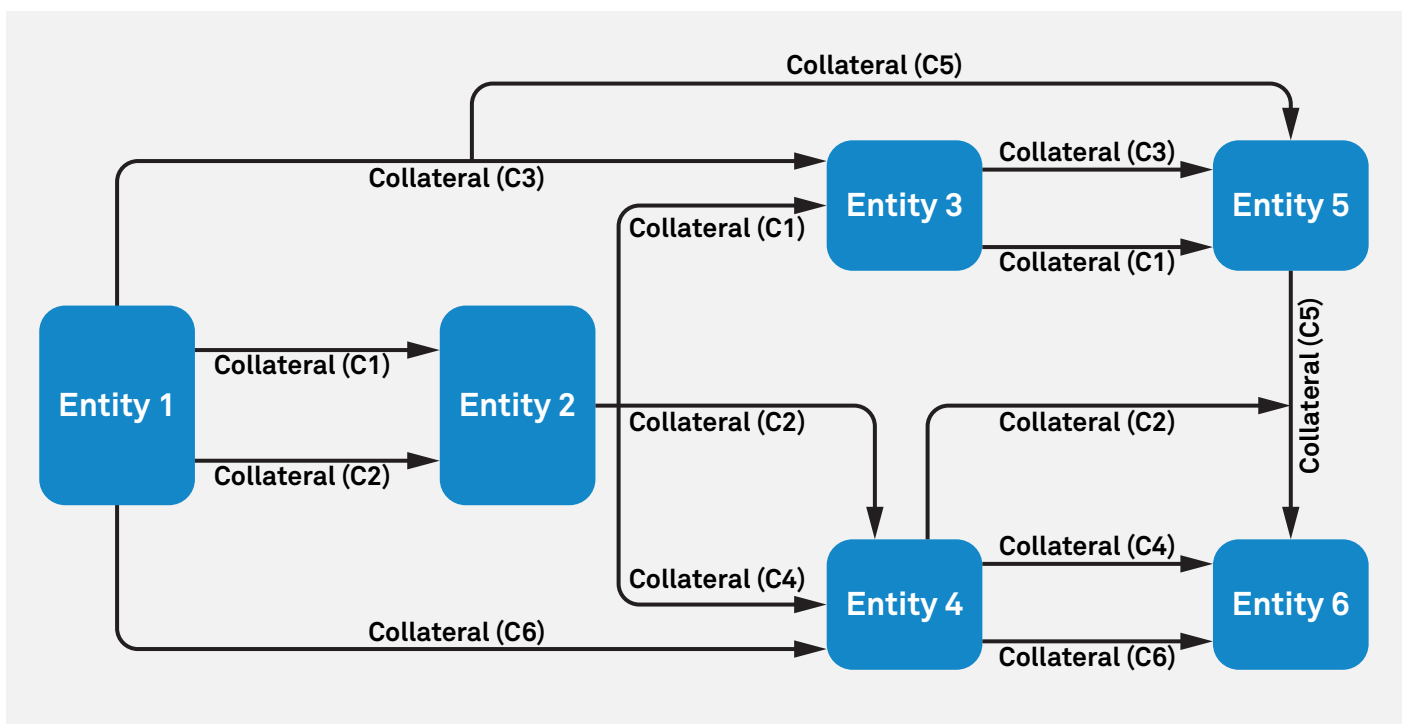 Collateral (C5)
Collateral (C3)
Collateral (C3)
Entity 3
Entity 5
Collateral (C1)
Collateral (C1)
Collateral (C1)
Entity 1
Entity 2
Collateral (C2)
Collateral (C2)
Collateral (C2)
Collateral (C5)
Collateral (C4)
Collateral (C4)
Entity 4
Entity 6
Collateral (C6)
Collateral (C6)